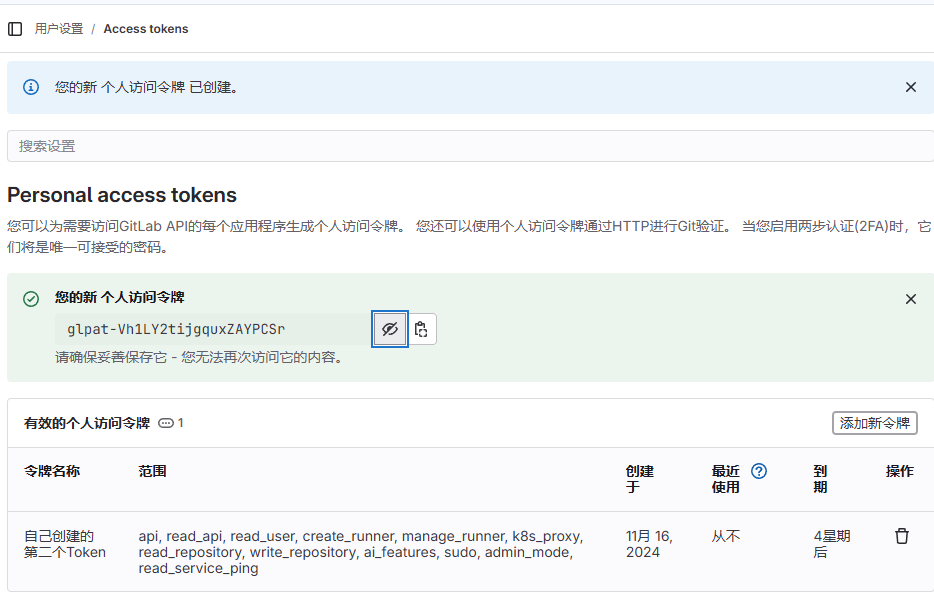 用户设置 / Access tokens
您的新 个人访问令牌 已创建。
搜索设置
Personal access tokens
您可以为需要访问GitLab API的每个应用程序生成个人访问令牌。 您还可以使用个人访问令牌通过HTTP进行Git验证。 当您启用两步认证(2FA)时，它
们将是唯一可接受的密码。
您的新 个人访问令牌
glpat-Vh1LY2tijgquxZAYPCSr
请确保妥善保存它 - 您无法再次访问它的内容。
有效的个人访问令牌 1 添加新令牌
令牌名称 范围 创建 最近 到 操作
于 使用 期
自己创建的 api, read_api, read_user, create_runner, manage_runner, k8s_proxy, 11月 16, 从不 4星期
第二个Token read_repository, write_repository, ai_features, sudo, admin_mode, 2024 后
read_service_ping